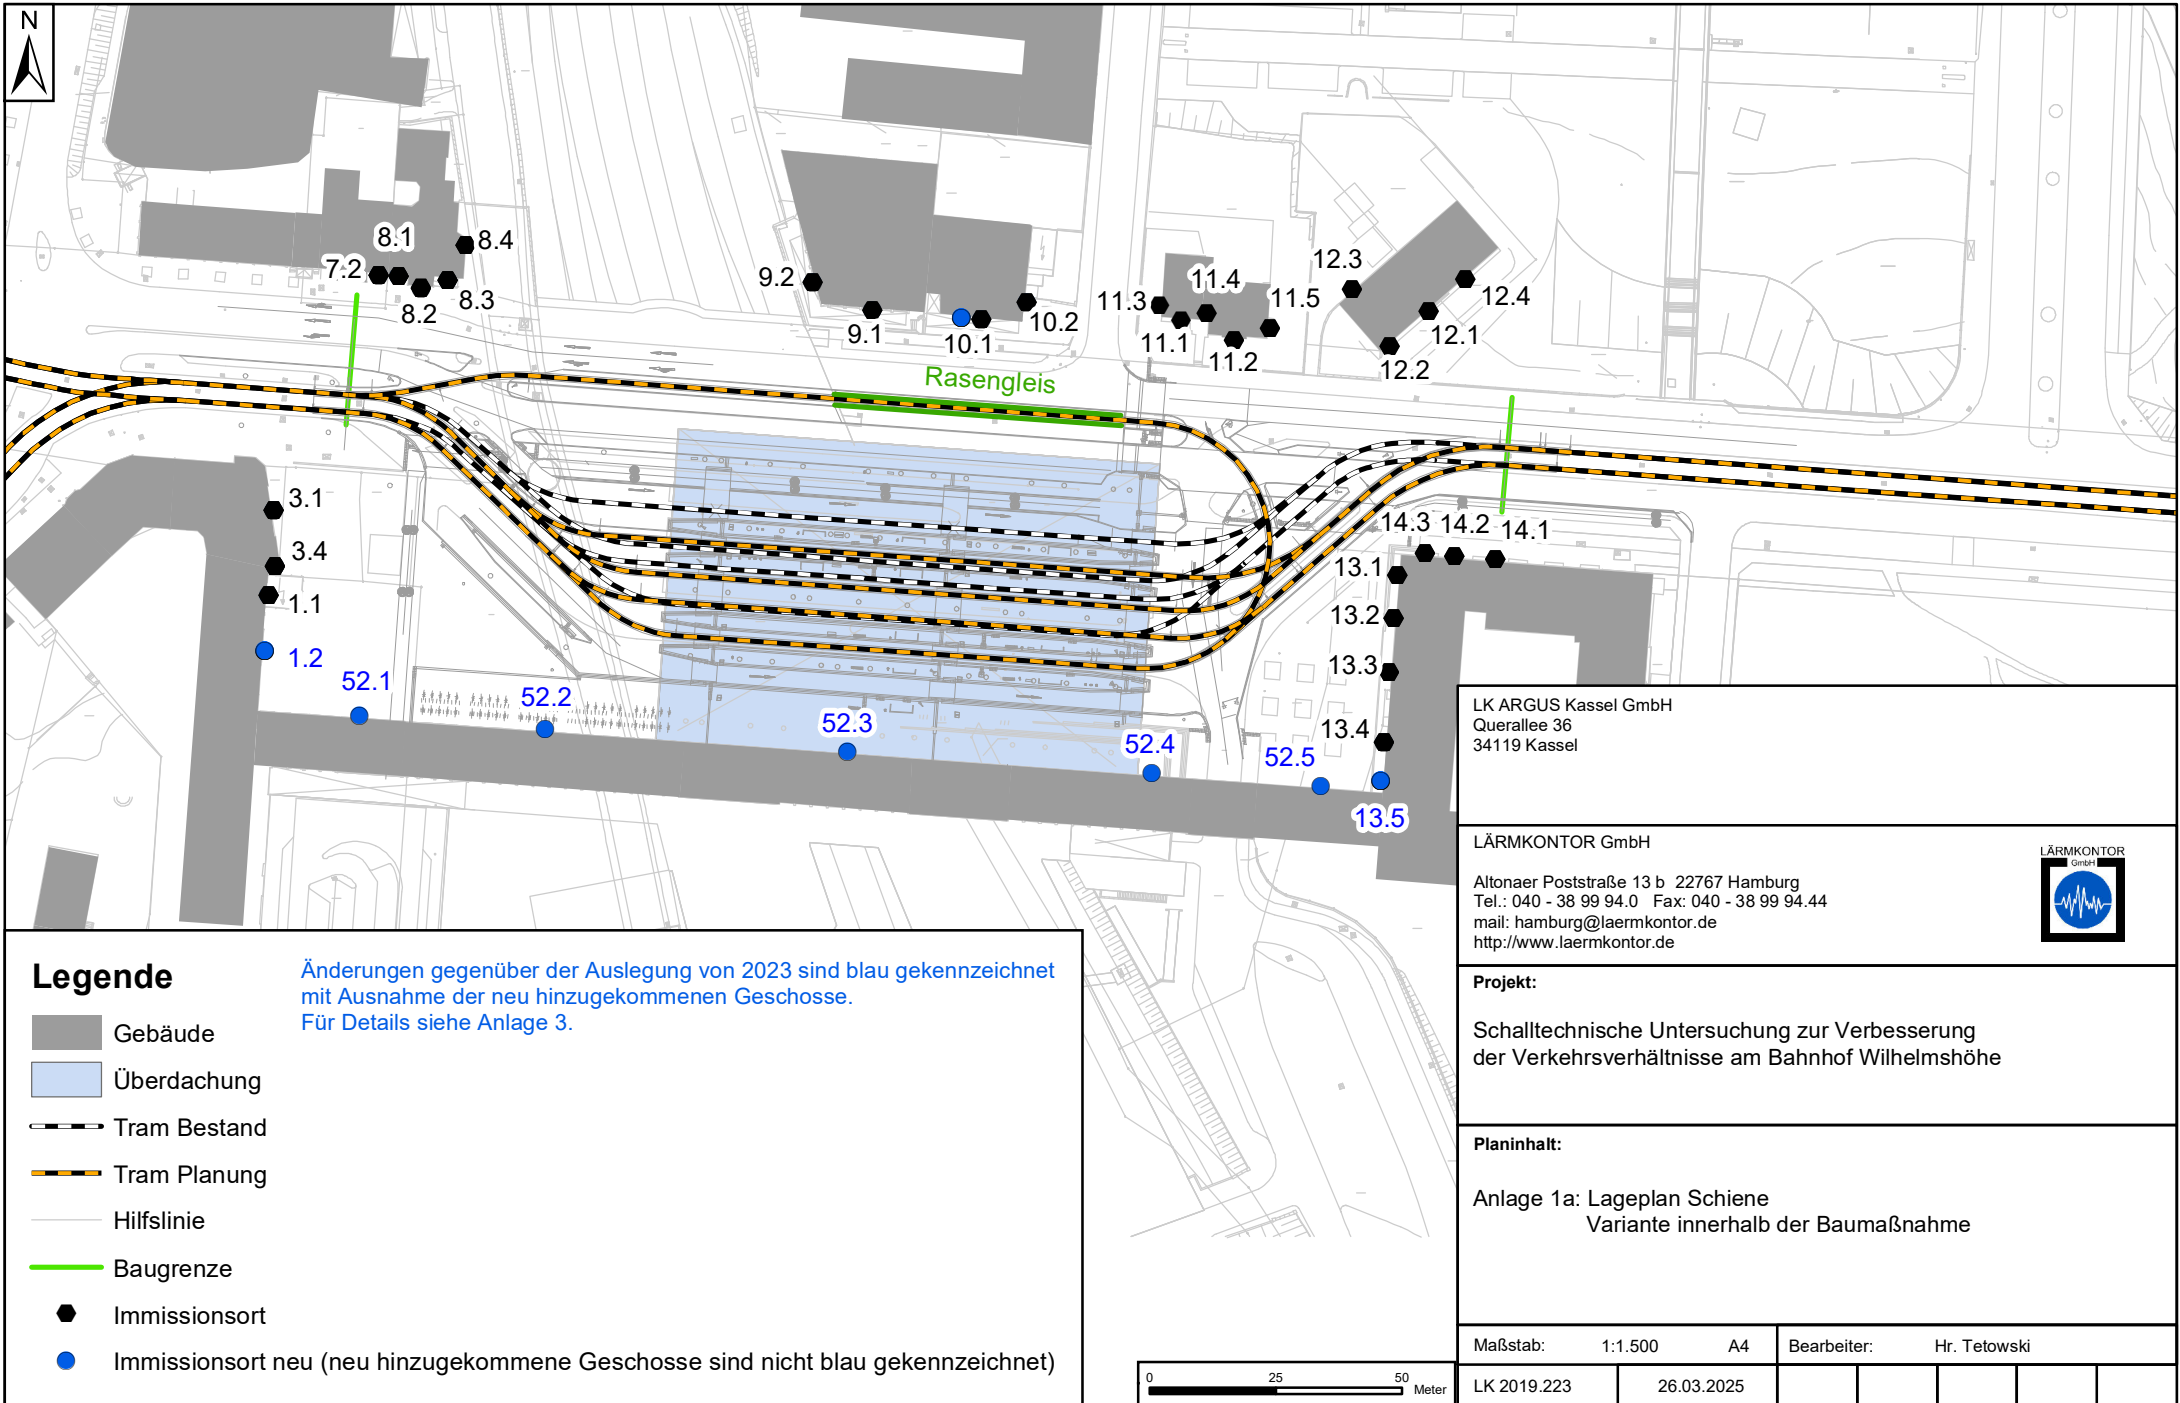 N
8.1
8.4
7.2
8.2
8.3
9.2
9.1
10.1
10.2
11.3
11.4
11.5
11.1
11.2
12.3
12.4
12.1
12.2
Rasengleis
3.1
3.4
1.1
1.2
52.1
52.2
52.3
52.4
52.5
14.3
14.2
14.1
13.1
13.2
13.3
13.4
13.5
Legende
Änderungen gegenüber der Auslegung von 2023 sind blau gekennzeichnet
mit Ausnahme der neu hinzugekommenen Geschosse.
Für Details siehe Anlage 3.
Gebäude
Überdachung
Tram Bestand
Tram Planung
Hilfslinie
Baugrenze
Immissionsort
Immissionsort neu (neu hinzugekommene Geschosse sind nicht blau gekennzeichnet)
0 25 50 Meter
LK ARGUS Kassel GmbH
Querallee 36
34119 Kassel
LÄRMKONTOR GmbH
Altonaer Poststraße 13 b 22767 Hamburg
Tel.: 040 - 38 99 94.0 Fax: 040 - 38 99 94.44
mail: hamburg@laermkontor.de
http://www.laermkontor.de
LÄRMKONTOR
GmbH
Projekt:
Schalltechnische Untersuchung zur Verbesserung
der Verkehrsverhältnisse am Bahnhof Wilhelmshöhe
Planinhalt:
Anlage 1a: Lageplan Schiene
Variante innerhalb der Baumaßnahme
Maßstab: 1:1.500 A4 Bearbeiter: Hr. Tetowski
LK 2019.223 26.03.2025